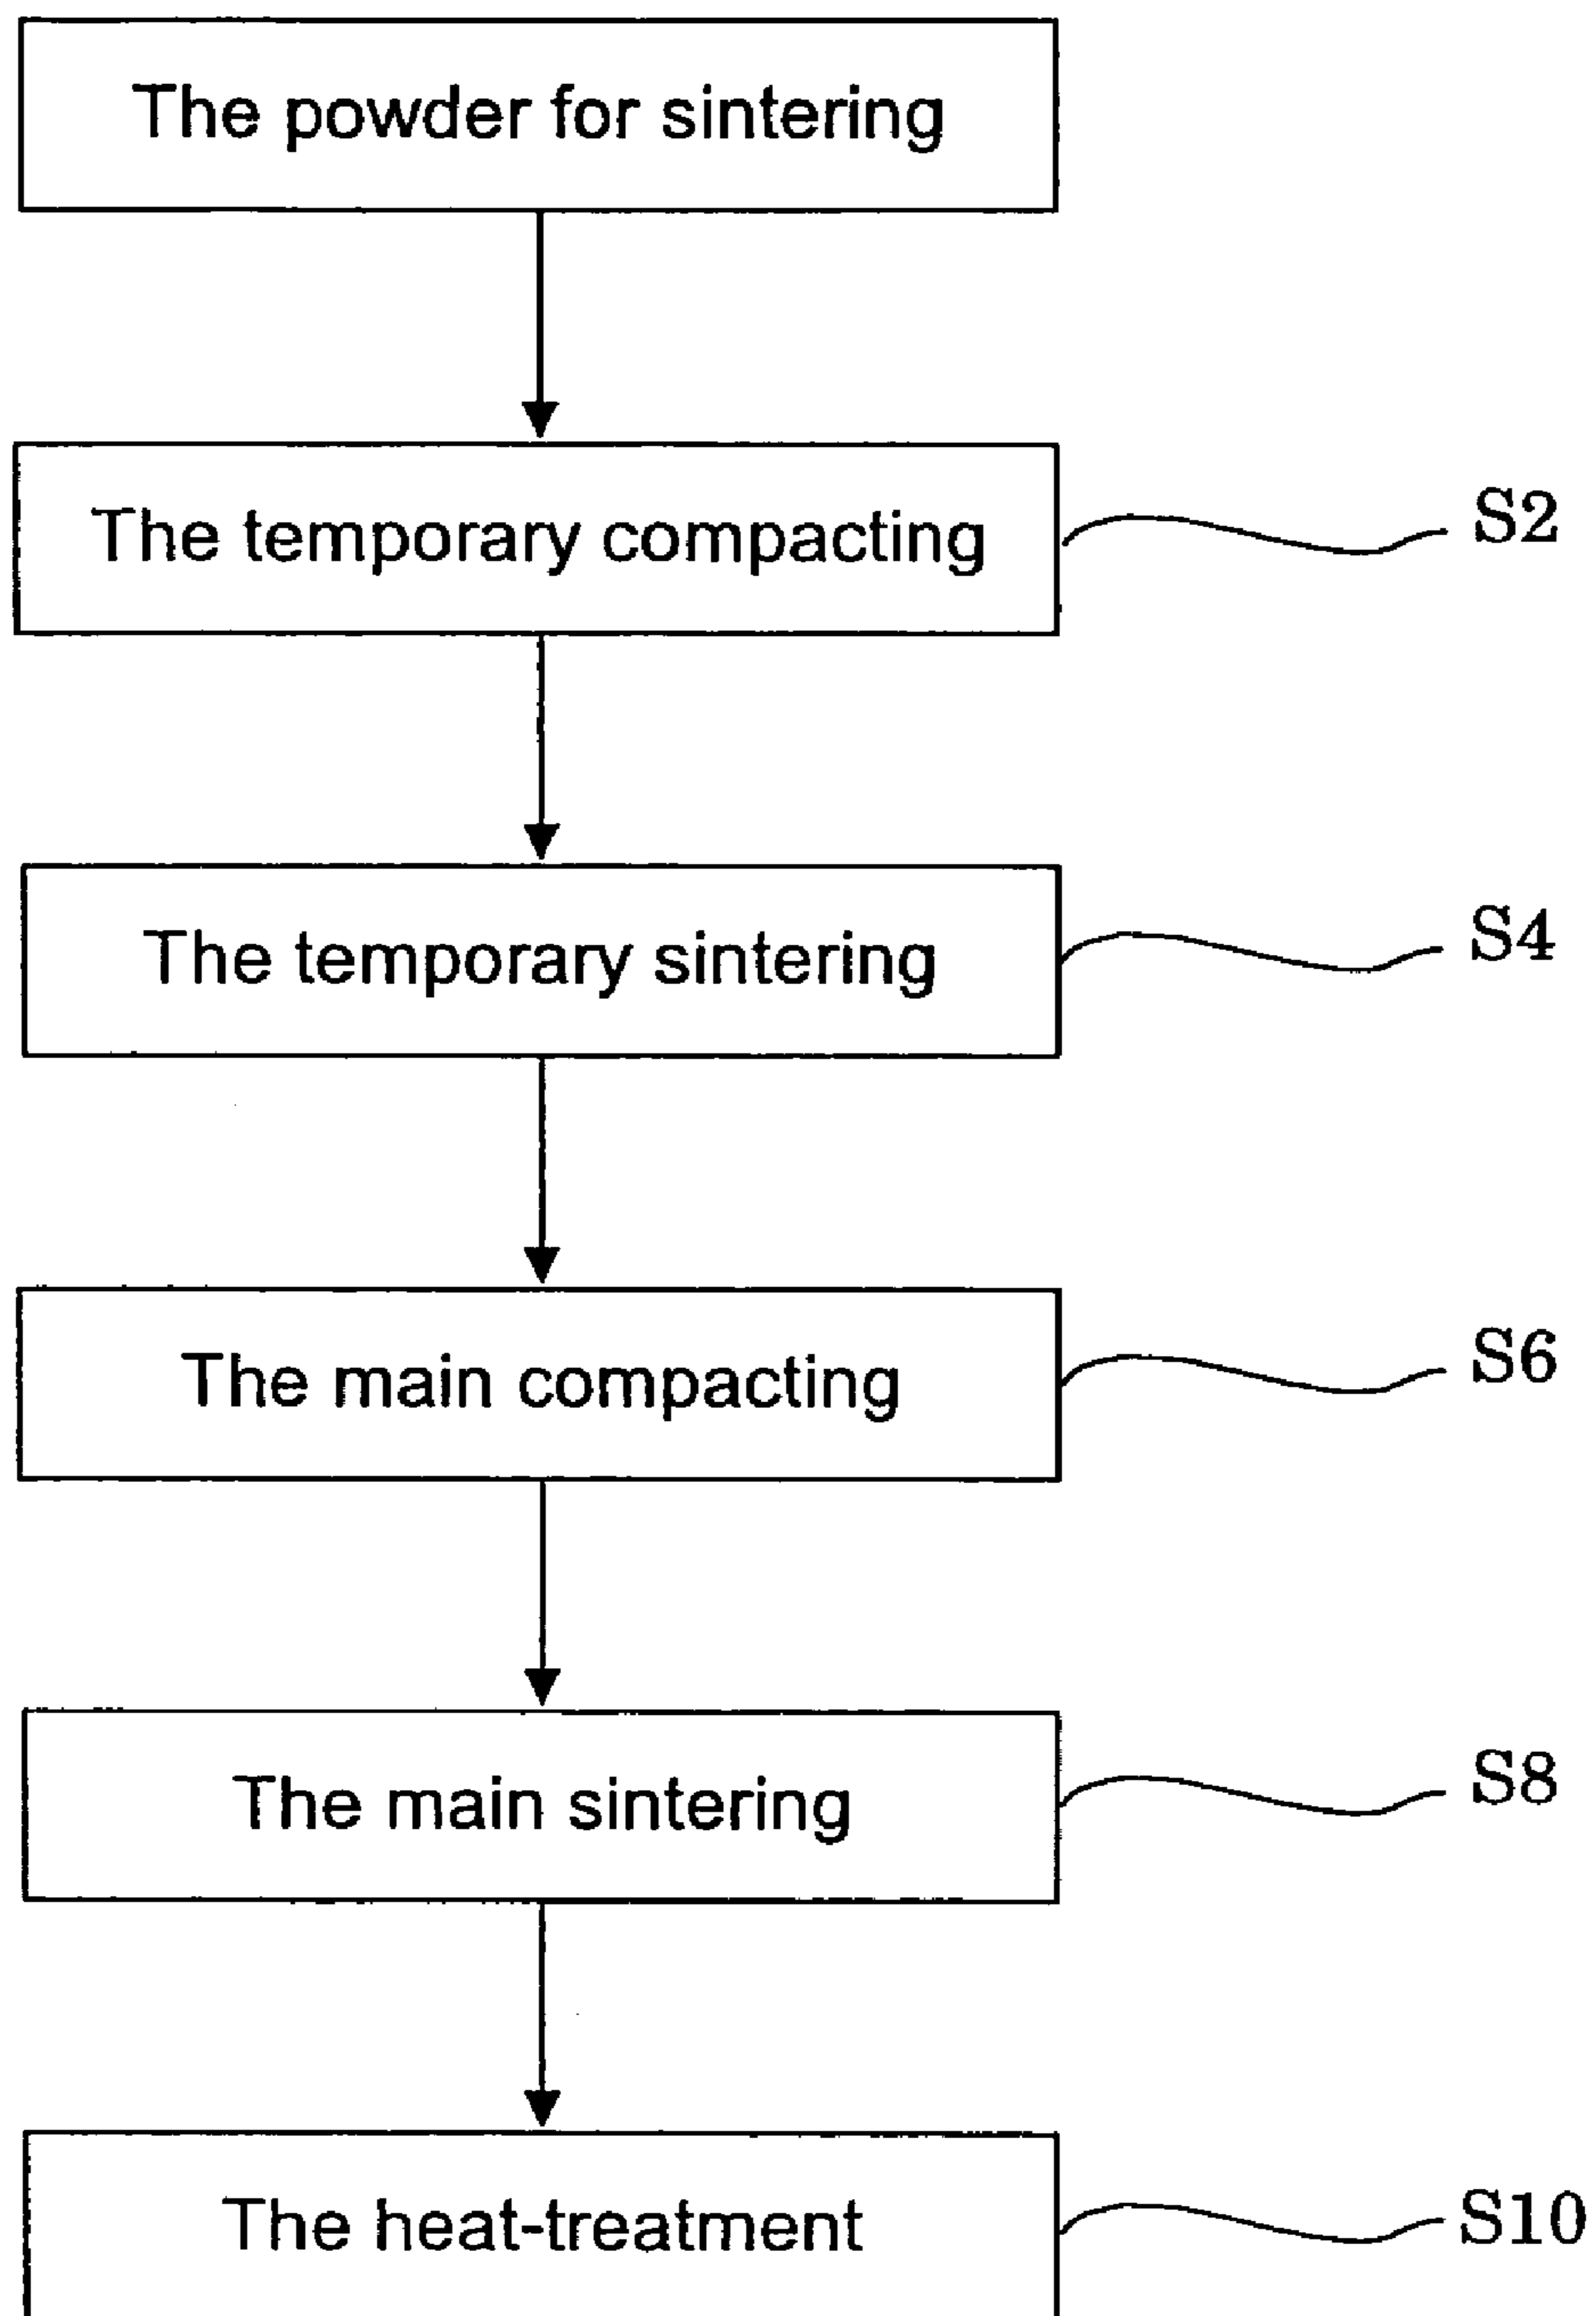 The powder for sintering
The temporary compacting
S2
The temporary sintering
S4
The main compacting
S6
The main sintering
S8
The heat-treatment
S10